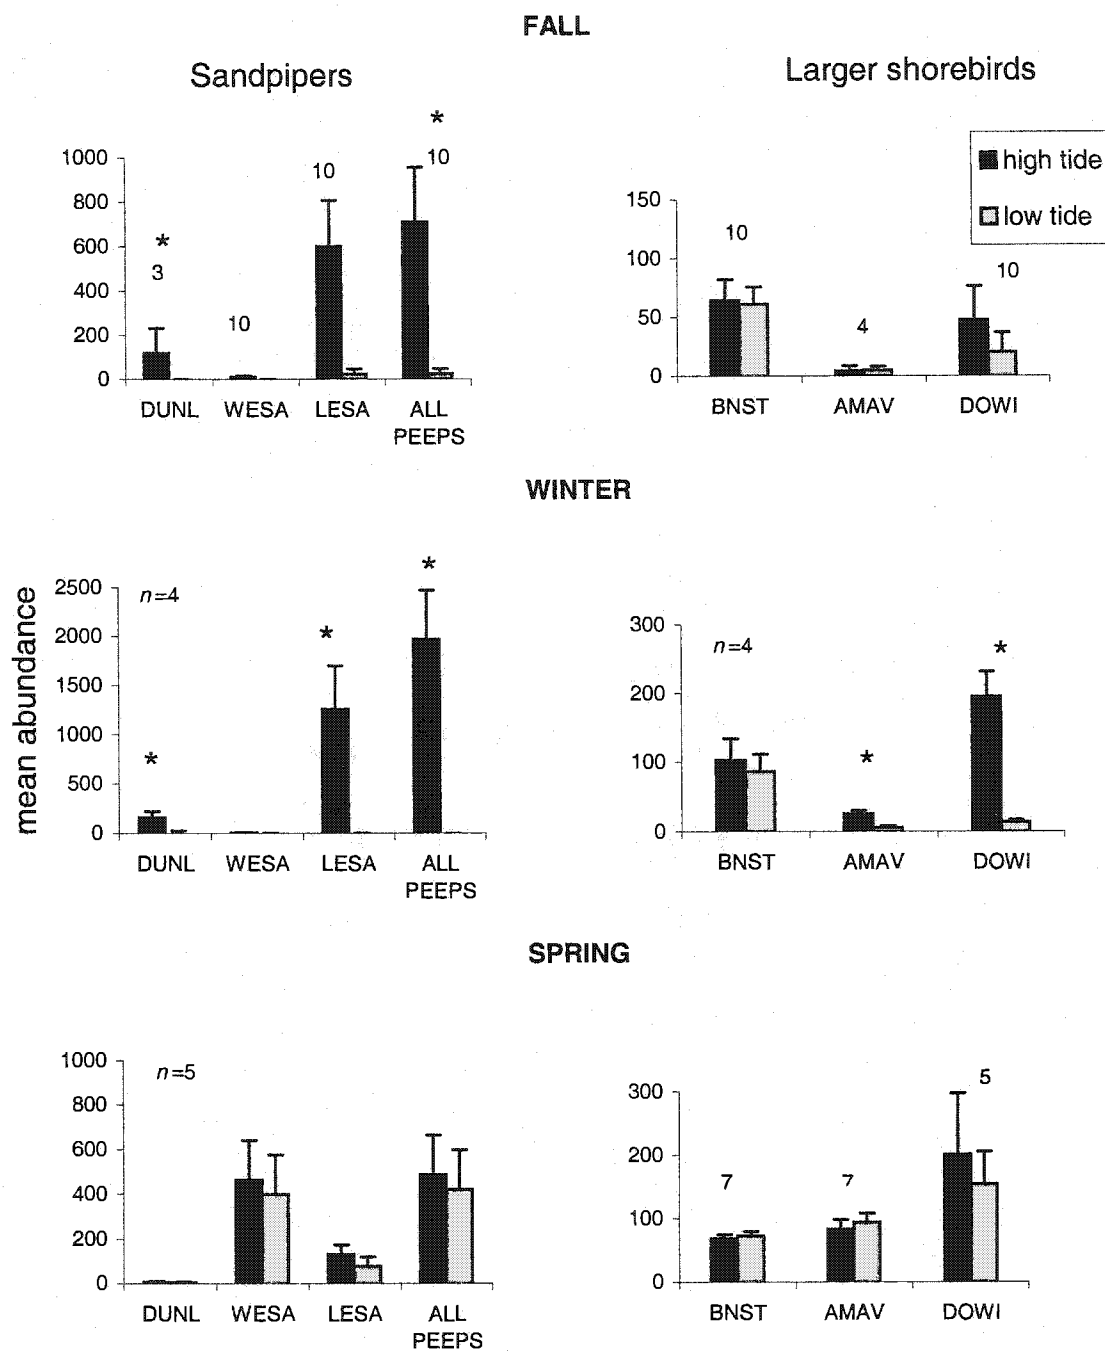 FALL
Sandpipers
Larger shorebirds
high tide
low tide
1000
800
600
400
200
0
*
3
10
10
*
10
DUNL WESA LESA ALL PEEPS
150
100
50
0
10
4
10
BNST AMAV DOWI
WINTER
mean abundance
2500
2000
1500
1000
500
0
n=4
*
*
*
DUNL WESA LESA ALL PEEPS
300
200
100
0
n=4
*
*
BNST AMAV DOWI
SPRING
1000
800
600
400
200
0
n=5
DUNL WESA LESA ALL PEEPS
300
200
100
0
7
7
5
BNST AMAV DOWI